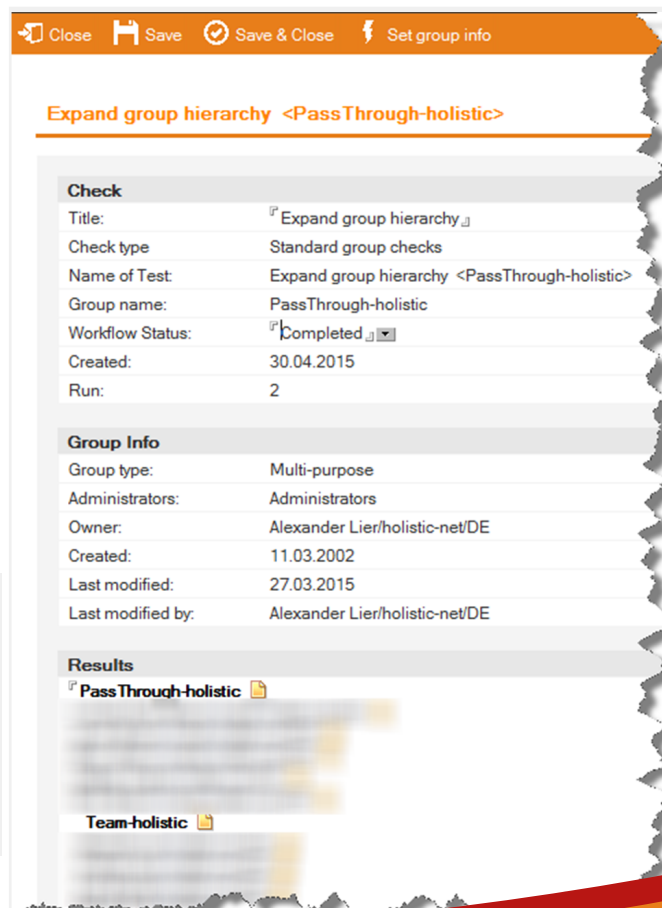 Close Save Save & Close Set group info
Expand group hierarchy <PassThrough-holistic>
Check
Title: Expand group hierarchy
Check type Standard group checks
Name of Test: Expand group hierarchy <PassThrough-holistic>
Group name: PassThrough-holistic
Workflow Status: Completed
Created: 30.04.2015
Run: 2
Group Info
Group type: Multi-purpose
Administrators: Administrators
Owner: Alexander Lier/holistic-net/DE
Created: 11.03.2002
Last modified: 27.03.2015
Last modified by: Alexander Lier/holistic-net/DE
Results
PassThrough-holistic
Team-holistic